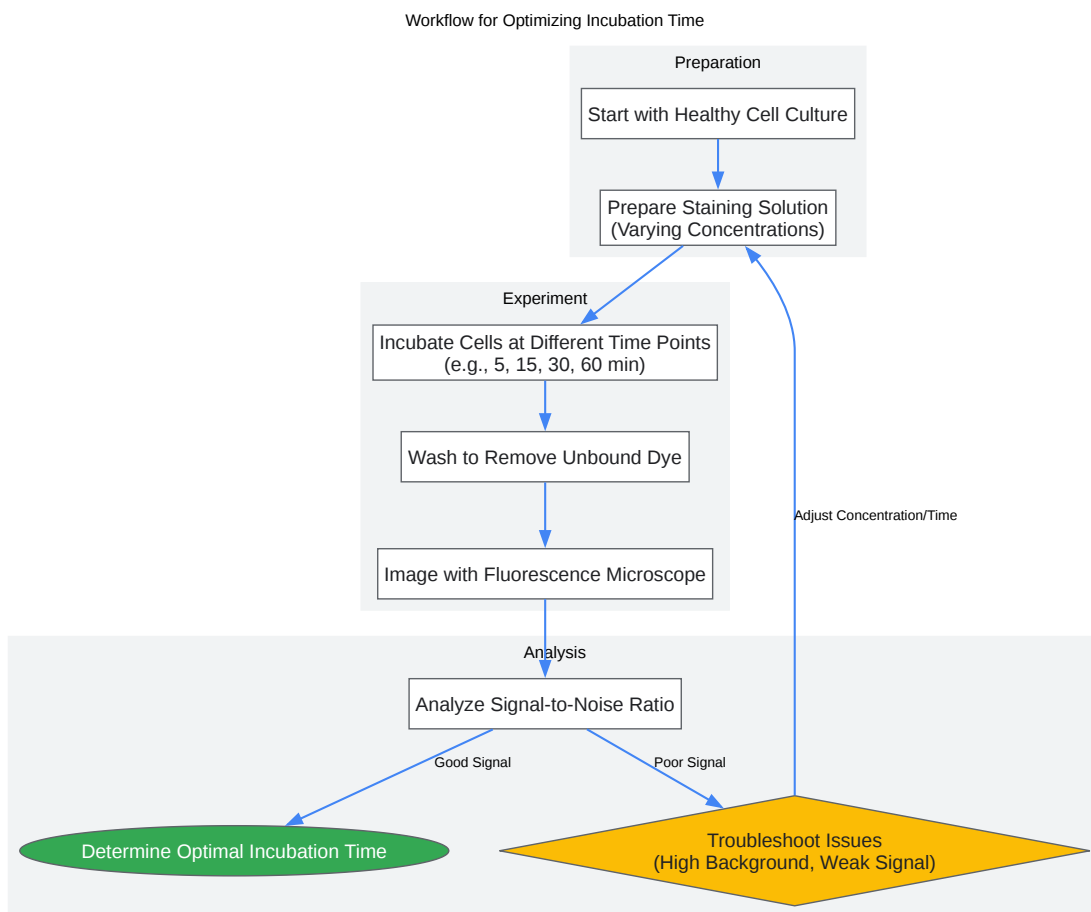 Workflow for Optimizing Incubation Time
Preparation
Start with Healthy Cell Culture
Prepare Staining Solution
(Varying Concentrations)
Experiment
Incubate Cells at Different Time Points
(e.g., 5, 15, 30, 60 min)
Wash to Remove Unbound Dye
Adjust Concentration/Time
Image with Fluorescence Microscope
Analysis
Analyze Signal-to-Noise Ratio
Good Signal
Poor Signal
Determine Optimal Incubation Time
Troubleshoot Issues
(High Background, Weak Signal)